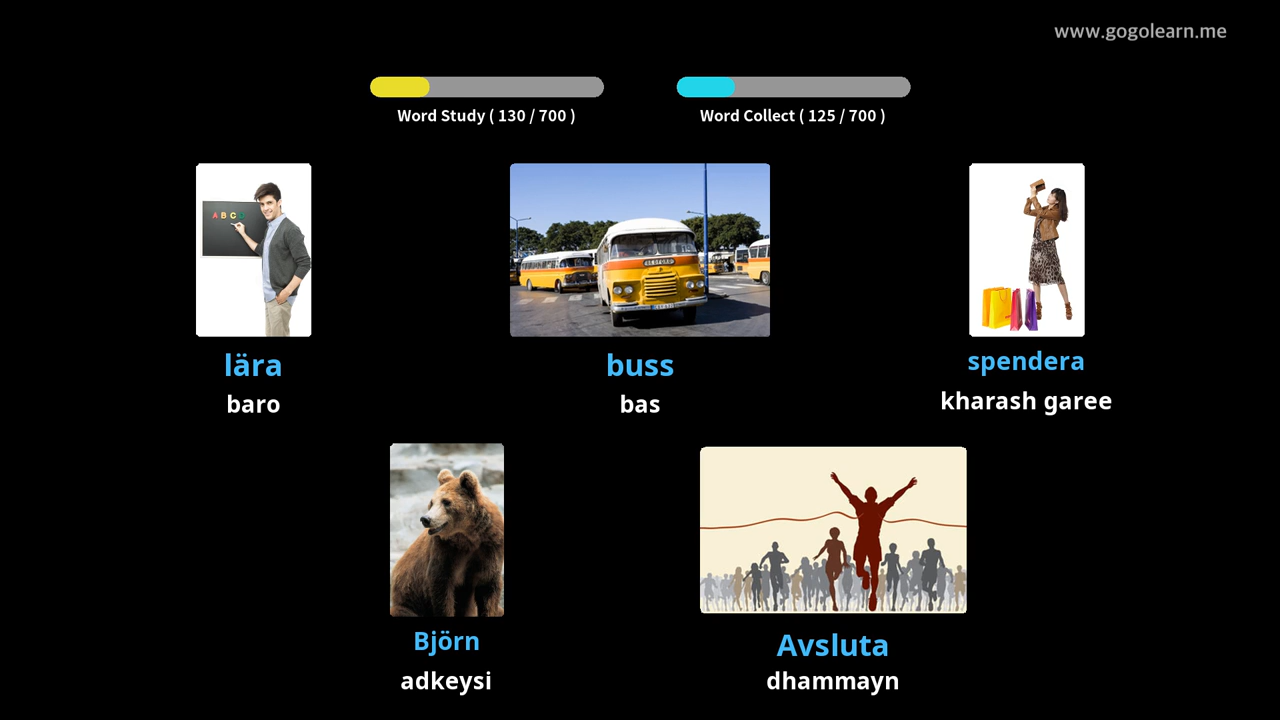 www.gogolearn.me
Word Study ( 130 / 700 )
Word Collect ( 125 / 700 )
A B C D
BEDFORD
lära
baro
buss
bas
spendera
kharash garee
Björn
adkeysi
Avsluta
dhammayn